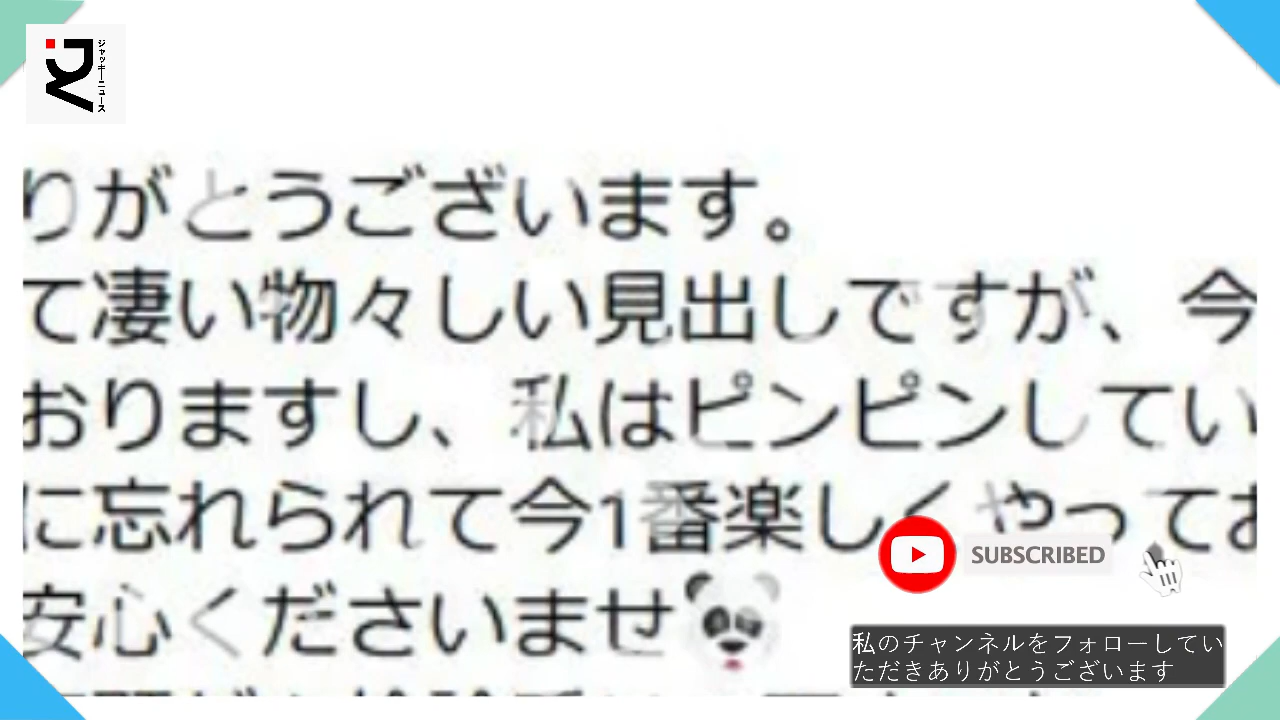 ジャッキーニュース
りがとうございます。
て凄い物々しい見出しですが、今
おりますし、私はピンピンしてい
に忘れられて今1番楽しくやってお
安心くださいませ🐼
SUBSCRIBED
私のチャンネルをフォローしてい
ただきありがとうございます